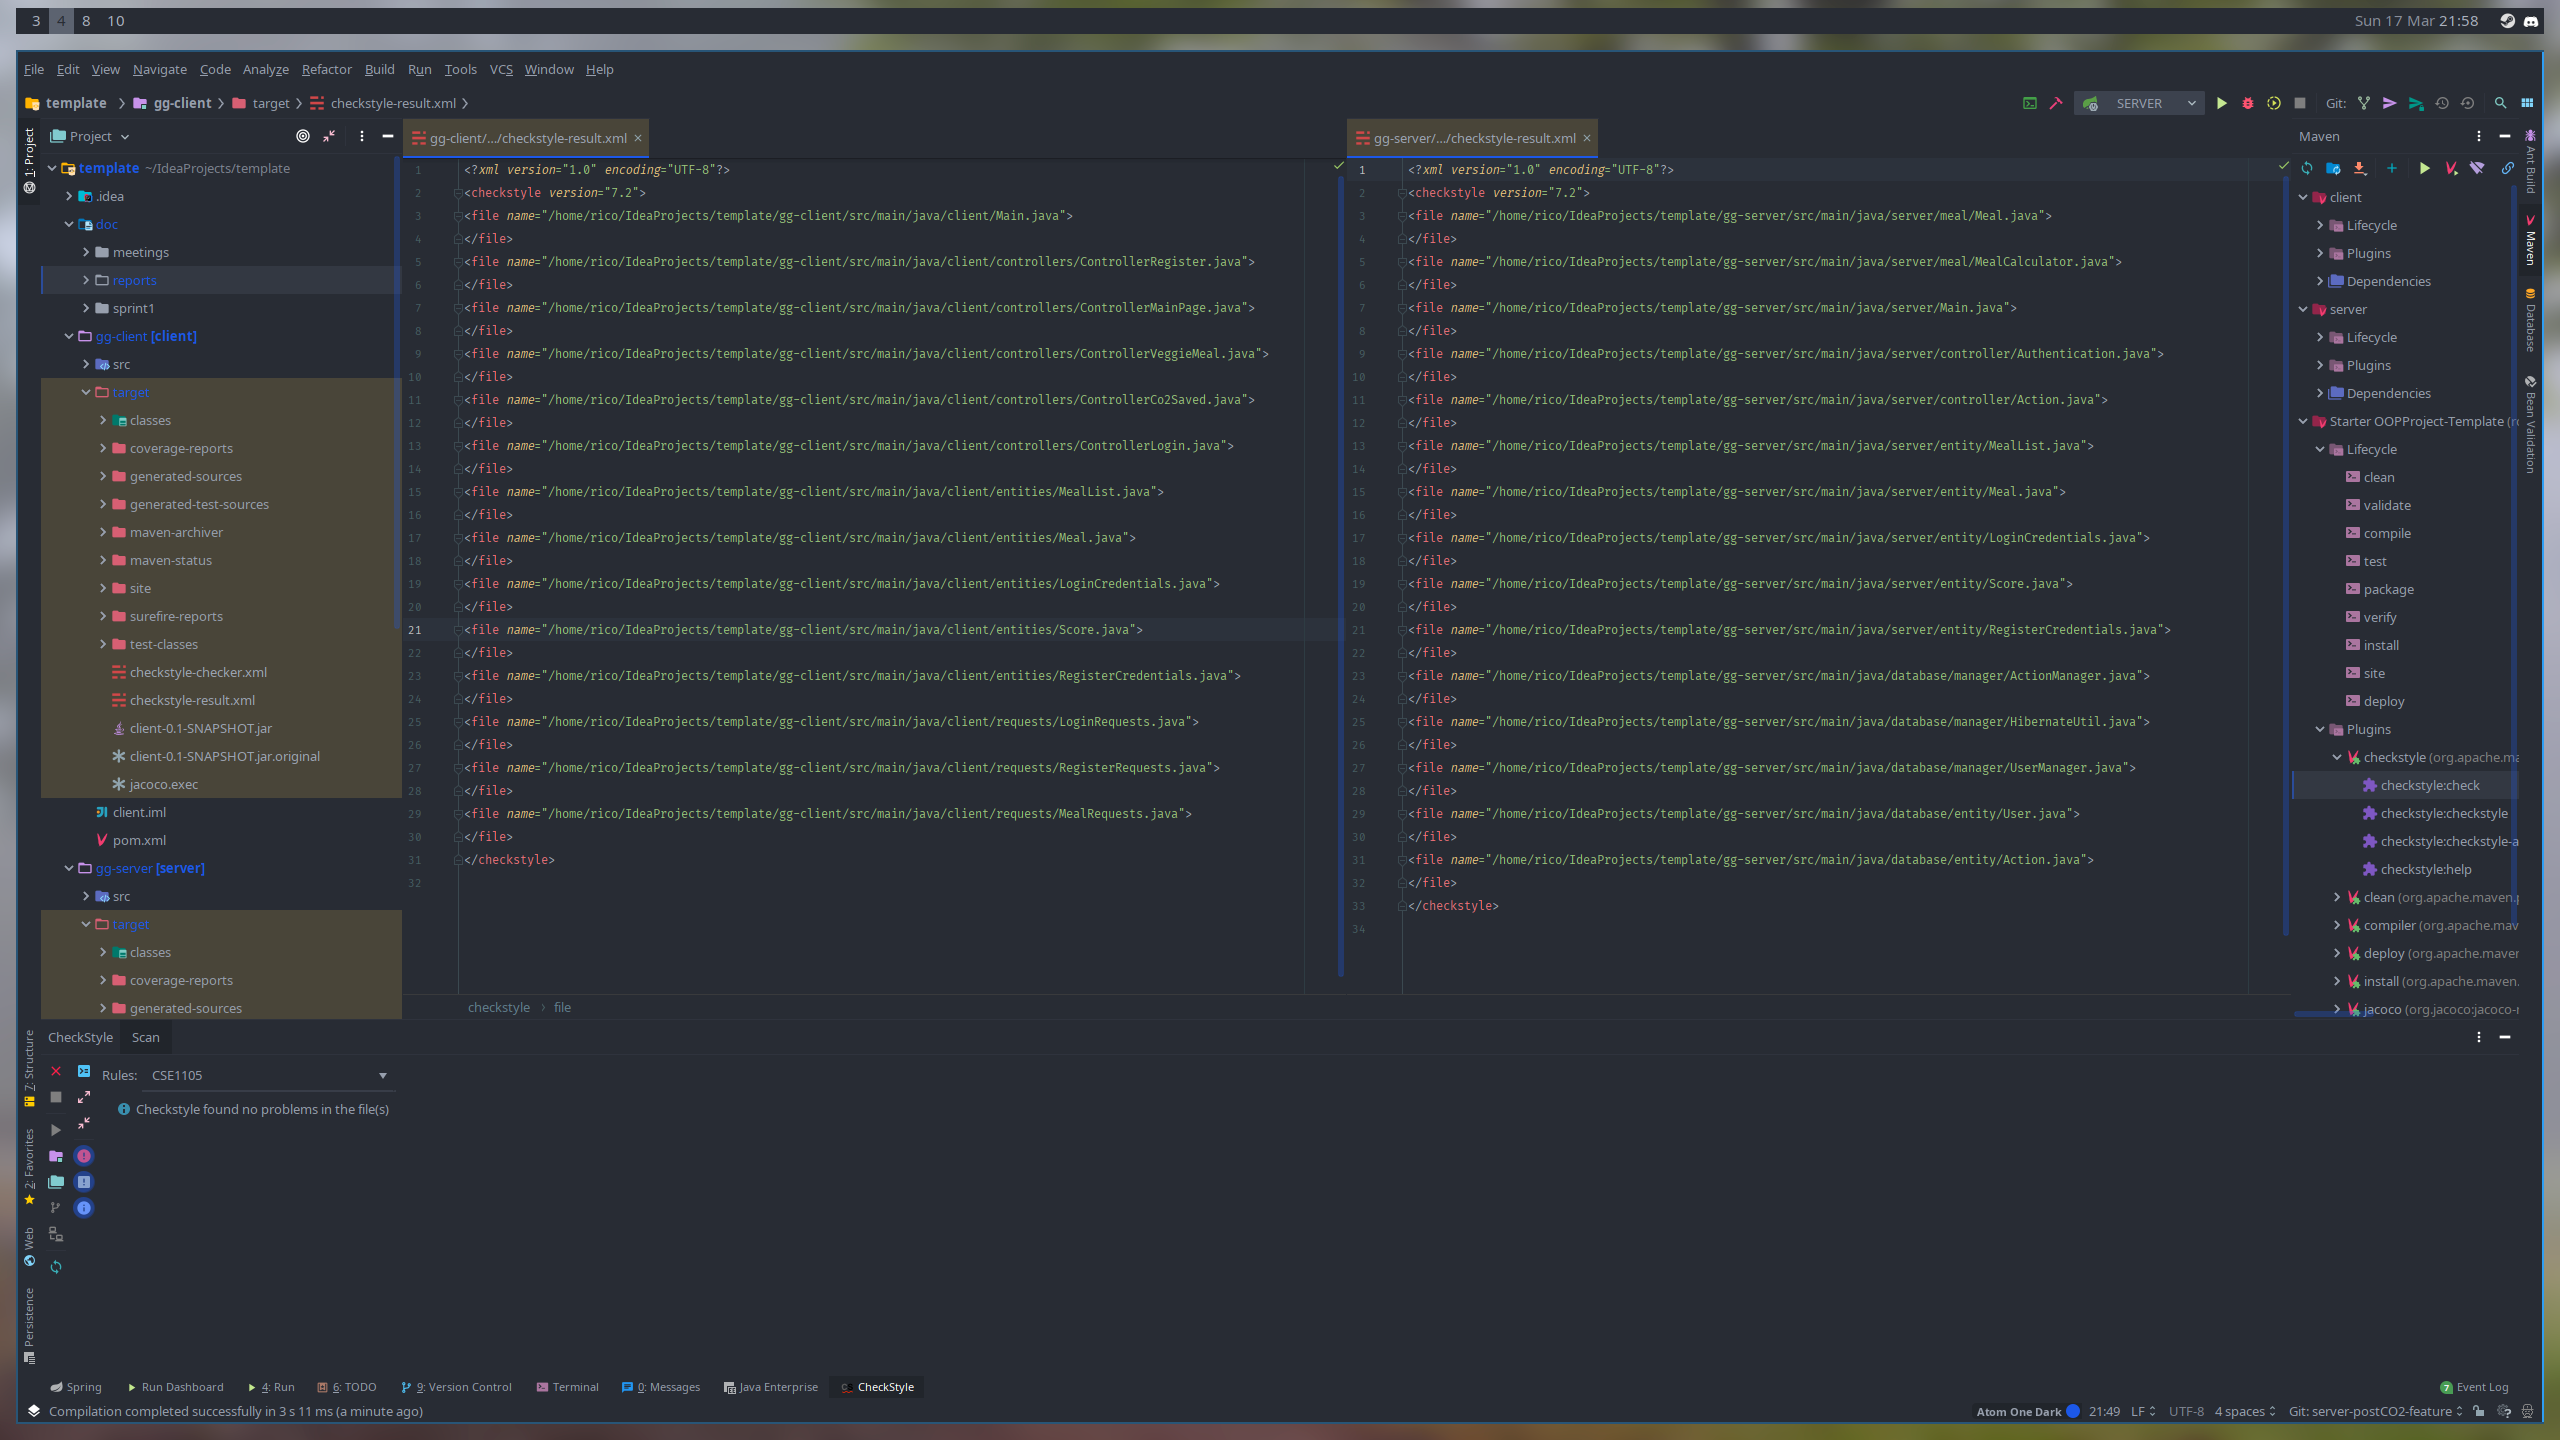 3 4 8 10
Sun 17 Mar 21:58
File Edit View Navigate Code Analyze Refactor Build Run Tools VCS Window Help
template gg-client target checkstyle-result.xml
SERVER
Git:
1: Project
Project
template ~/IdeaProjects/template
.idea
doc
meetings
reports
sprint1
gg-client [client]
src
target
classes
coverage-reports
generated-sources
generated-test-sources
maven-archiver
maven-status
site
surefire-reports
test-classes
checkstyle-checker.xml
checkstyle-result.xml
client-0.1-SNAPSHOT.jar
client-0.1-SNAPSHOT.jar.original
jacoco.exec
client.iml
pom.xml
gg-server [server]
src
target
classes
coverage-reports
generated-sources
gg-client/.../checkstyle-result.xml
1 <?xml version="1.0" encoding="UTF-8"?>
2 <checkstyle version="7.2">
3 <file name="/home/rico/IdeaProjects/template/gg-client/src/main/java/client/Main.java">
4 </file>
5 <file name="/home/rico/IdeaProjects/template/gg-client/src/main/java/client/controllers/ControllerRegister.java">
6 </file>
7 <file name="/home/rico/IdeaProjects/template/gg-client/src/main/java/client/controllers/ControllerMainPage.java">
8 </file>
9 <file name="/home/rico/IdeaProjects/template/gg-client/src/main/java/client/controllers/ControllerVeggieMeal.java">
10 </file>
11 <file name="/home/rico/IdeaProjects/template/gg-client/src/main/java/client/controllers/ControllerCo2Saved.java">
12 </file>
13 <file name="/home/rico/IdeaProjects/template/gg-client/src/main/java/client/controllers/ControllerLogin.java">
14 </file>
15 <file name="/home/rico/IdeaProjects/template/gg-client/src/main/java/client/entities/MealList.java">
16 </file>
17 <file name="/home/rico/IdeaProjects/template/gg-client/src/main/java/client/entities/Meal.java">
18 </file>
19 <file name="/home/rico/IdeaProjects/template/gg-client/src/main/java/client/entities/LoginCredentials.java">
20 </file>
21 <file name="/home/rico/IdeaProjects/template/gg-client/src/main/java/client/entities/Score.java">
22 </file>
23 <file name="/home/rico/IdeaProjects/template/gg-client/src/main/java/client/entities/RegisterCredentials.java">
24 </file>
25 <file name="/home/rico/IdeaProjects/template/gg-client/src/main/java/client/requests/LoginRequests.java">
26 </file>
27 <file name="/home/rico/IdeaProjects/template/gg-client/src/main/java/client/requests/RegisterRequests.java">
28 </file>
29 <file name="/home/rico/IdeaProjects/template/gg-client/src/main/java/client/requests/MealRequests.java">
30 </file>
31 </checkstyle>
32
checkstyle file
gg-server/.../checkstyle-result.xml
1 <?xml version="1.0" encoding="UTF-8"?>
2 <checkstyle version="7.2">
3 <file name="/home/rico/IdeaProjects/template/gg-server/src/main/java/server/meal/Meal.java">
4 </file>
5 <file name="/home/rico/IdeaProjects/template/gg-server/src/main/java/server/meal/MealCalculator.java">
6 </file>
7 <file name="/home/rico/IdeaProjects/template/gg-server/src/main/java/server/Main.java">
8 </file>
9 <file name="/home/rico/IdeaProjects/template/gg-server/src/main/java/server/controller/Authentication.java">
10 </file>
11 <file name="/home/rico/IdeaProjects/template/gg-server/src/main/java/server/controller/Action.java">
12 </file>
13 <file name="/home/rico/IdeaProjects/template/gg-server/src/main/java/server/entity/MealList.java">
14 </file>
15 <file name="/home/rico/IdeaProjects/template/gg-server/src/main/java/server/entity/Meal.java">
16 </file>
17 <file name="/home/rico/IdeaProjects/template/gg-server/src/main/java/server/entity/LoginCredentials.java">
18 </file>
19 <file name="/home/rico/IdeaProjects/template/gg-server/src/main/java/server/entity/Score.java">
20 </file>
21 <file name="/home/rico/IdeaProjects/template/gg-server/src/main/java/server/entity/RegisterCredentials.java">
22 </file>
23 <file name="/home/rico/IdeaProjects/template/gg-server/src/main/java/database/manager/ActionManager.java">
24 </file>
25 <file name="/home/rico/IdeaProjects/template/gg-server/src/main/java/database/manager/HibernateUtil.java">
26 </file>
27 <file name="/home/rico/IdeaProjects/template/gg-server/src/main/java/database/manager/UserManager.java">
28 </file>
29 <file name="/home/rico/IdeaProjects/template/gg-server/src/main/java/database/entity/User.java">
30 </file>
31 <file name="/home/rico/IdeaProjects/template/gg-server/src/main/java/database/entity/Action.java">
32 </file>
33 </checkstyle>
34
Maven
client
Lifecycle
Plugins
Dependencies
server
Lifecycle
Plugins
Dependencies
Starter OOPProject-Template (ro
Lifecycle
clean
validate
compile
test
package
verify
install
site
deploy
Plugins
checkstyle (org.apache.ma
checkstyle:check
checkstyle:checkstyle
checkstyle:checkstyle-a
checkstyle:help
clean (org.apache.maven.p
compiler (org.apache.mav
deploy (org.apache.maven
install (org.apache.maven.
jacoco (org.jacoco:jacoco-r
Ant Build
Maven
Database
Bean Validation
7: Structure
2: Favorites
Web
Persistence
CheckStyle Scan
Rules: CSE1105
Checkstyle found no problems in the file(s)
Spring Run Dashboard 4: Run 6: TODO 9: Version Control Terminal 0: Messages Java Enterprise CheckStyle
7 Event Log
Compilation completed successfully in 3 s 11 ms (a minute ago)
Atom One Dark 21:49 LF UTF-8 4 spaces Git: server-postCO2-feature